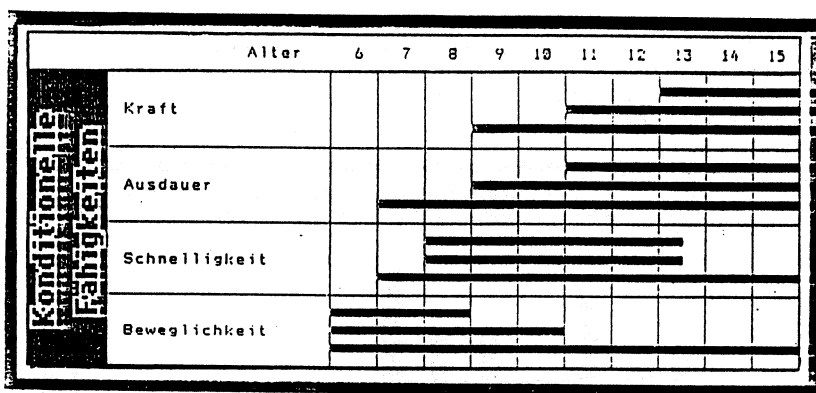 Alter 6 7 8 9 10 11 12 13 14 15
Konditionelle
Fähigkeiten
Kraft
Ausdauer
Schnelligkeit
Beweglichkeit